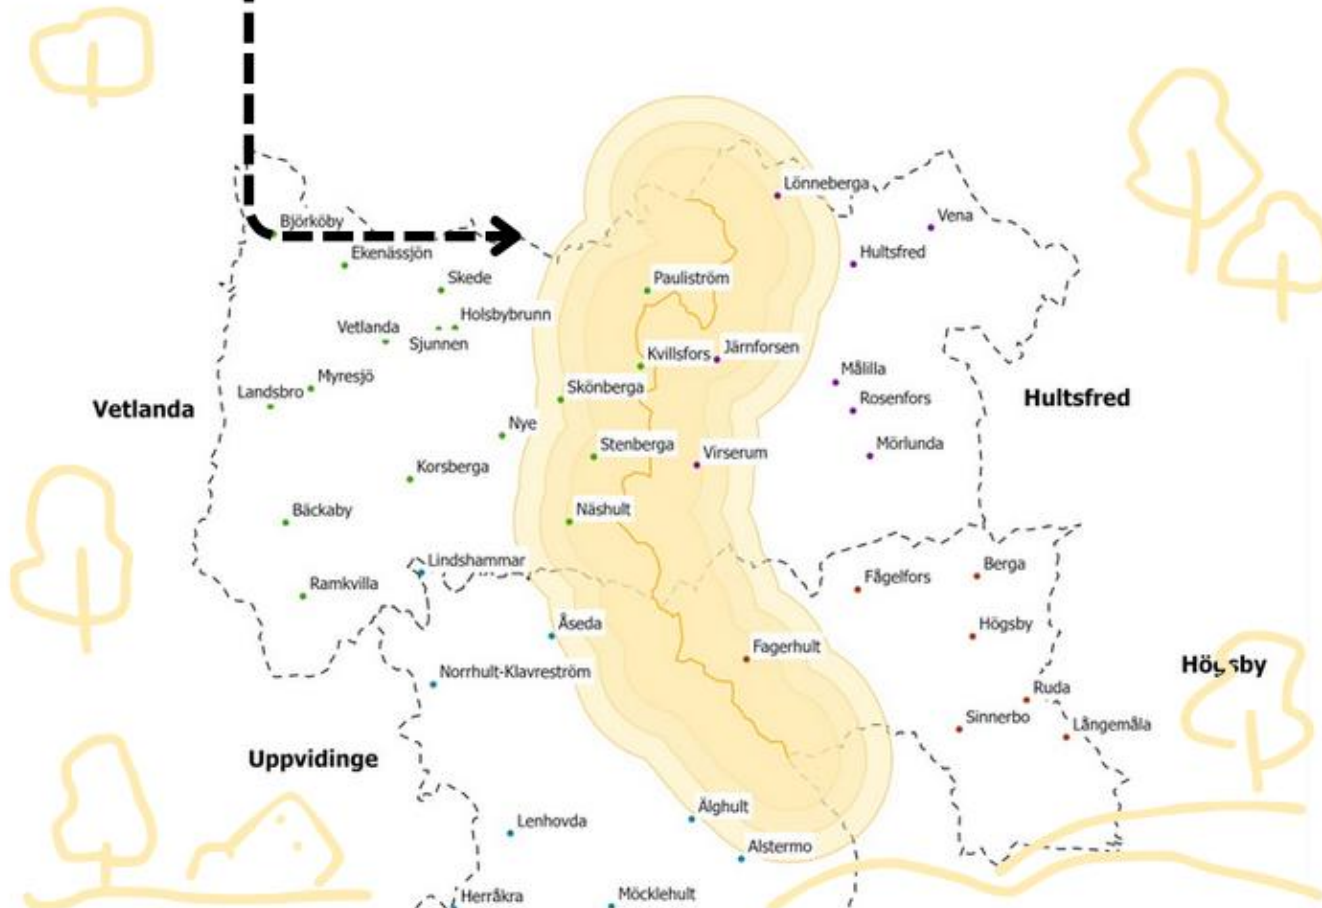 Lönneberga
Vena
Björköby
Ekenässjön
Hultsfred
Skede
Pauliström
Holsbybrunn
Vetlanda
Sjunnen
Kvillsfors
Järnforsen
Myresjö
Målilla
Landsbro
Skönberga
Rosenfors
Hultsfred
Vetlanda
Nye
Stenberga
Virserum
Mörlunda
Korsberga
Bäckaby
Näshult
Lindshammar
Berga
Ramkvilla
Fågelfors
Åseda
Högsby
Fagerhult
Norrhult-Klavreström
Högsby
Ruda
Sinnerbo
Långemåla
Uppvidinge
Älghult
Lenhovda
Alstermo
Herråkra
Möcklehult